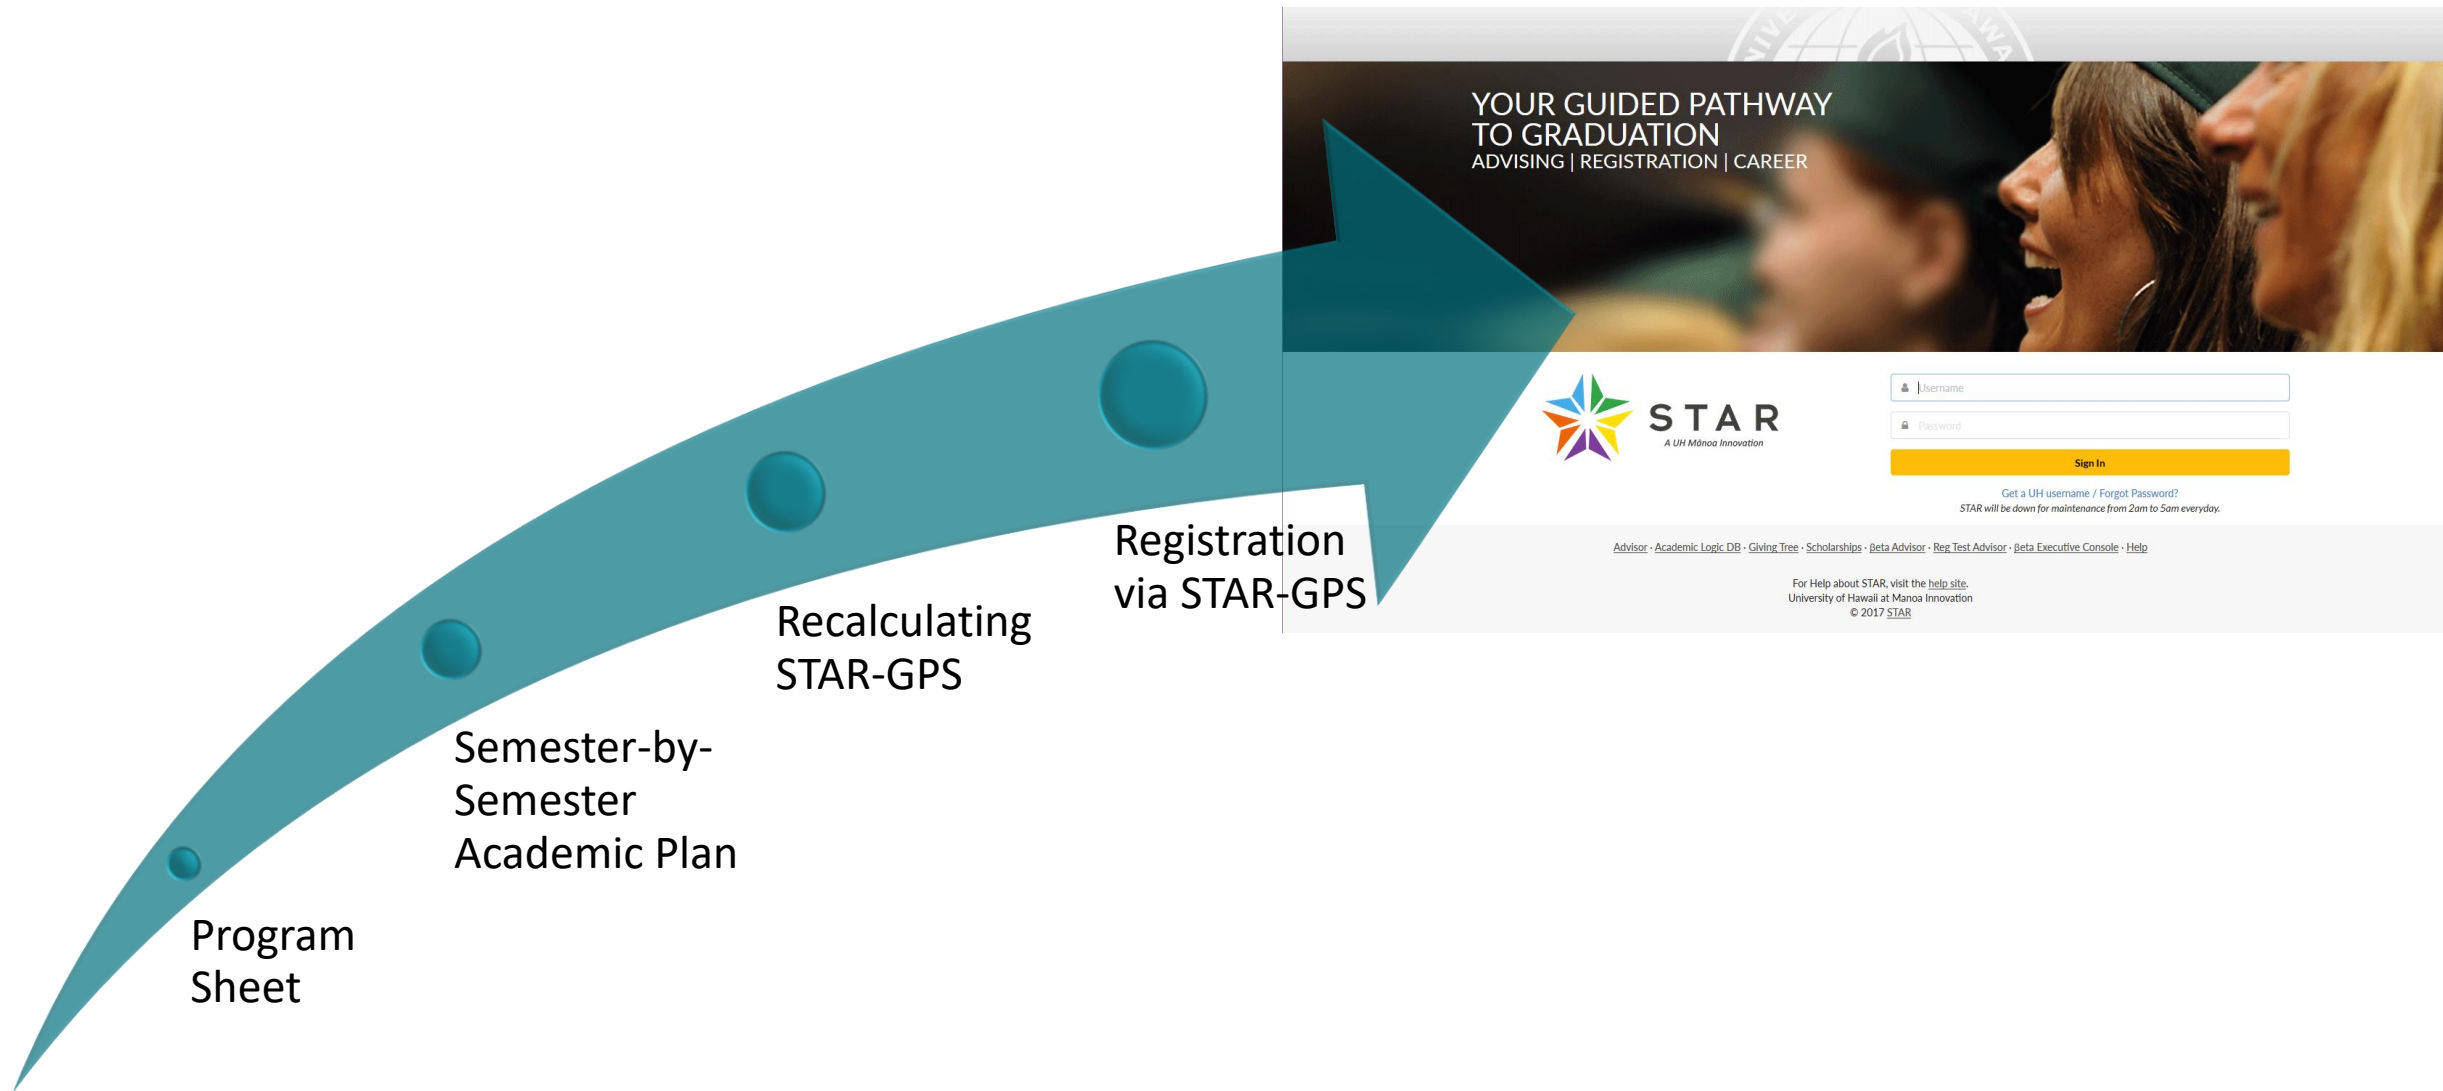 YOUR GUIDED PATHWAY
TO GRADUATION
ADVISING | REGISTRATION | CAREER
STAR
A UH Mānoa Innovation
Username
Password
Sign In
Get a UH username / Forgot Password?
STAR will be down for maintenance from 2am to 5am everyday.
Advisor · Academic Logic DB · Giving Tree · Scholarships · βeta Advisor · Reg Test Advisor · βeta Executive Console · Help
For Help about STAR, visit the help site.
University of Hawaii at Manoa Innovation
© 2017 STAR
Registration
via STAR-GPS
Recalculating
STAR-GPS
Semester-by-
Semester
Academic Plan
Program
Sheet